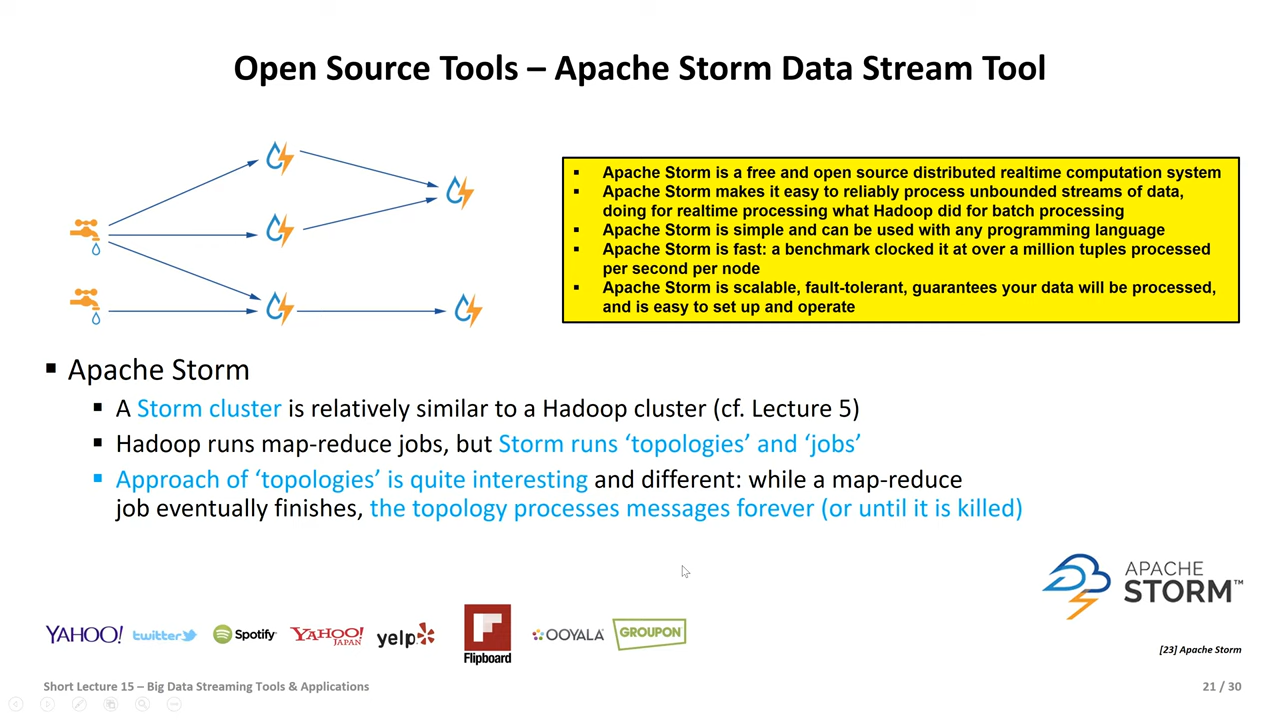 Open Source Tools – Apache Storm Data Stream Tool
▪ Apache Storm is a free and open source distributed realtime computation system
▪ Apache Storm makes it easy to reliably process unbounded streams of data,
doing for realtime processing what Hadoop did for batch processing
▪ Apache Storm is simple and can be used with any programming language
▪ Apache Storm is fast: a benchmark clocked it at over a million tuples processed
per second per node
▪ Apache Storm is scalable, fault-tolerant, guarantees your data will be processed,
and is easy to set up and operate
▪ Apache Storm
▪ A Storm cluster is relatively similar to a Hadoop cluster (cf. Lecture 5)
▪ Hadoop runs map-reduce jobs, but Storm runs ‘topologies’ and ‘jobs’
▪ Approach of ‘topologies’ is quite interesting and different: while a map-reduce
job eventually finishes, the topology processes messages forever (or until it is killed)
APACHE
STORM™
YAHOO! twitter Spotify YAHOO! JAPAN yelp Flipboard OOYALA GROUPON
[23] Apache Storm
Short Lecture 15 – Big Data Streaming Tools & Applications
21 / 30